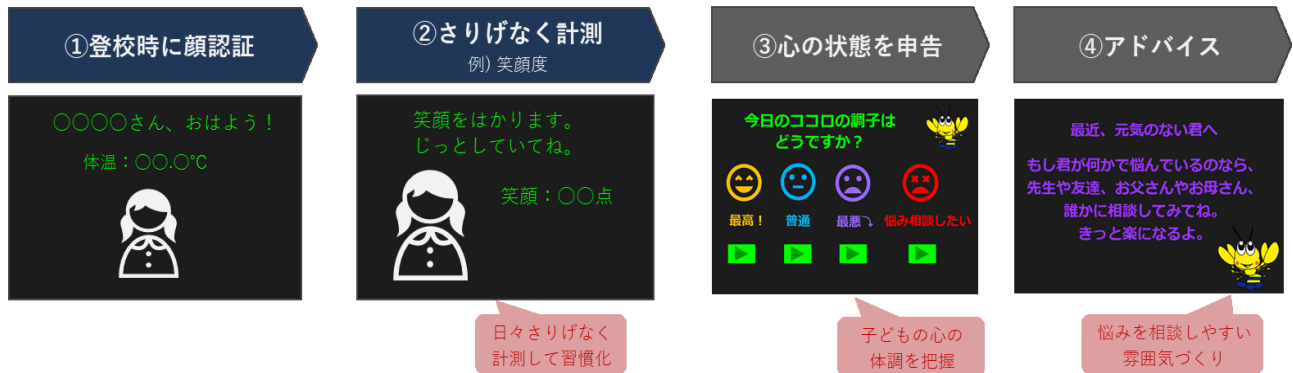 ①登校時に顔認証
〇〇〇〇さん、おはよう！
体温：〇〇.〇℃
②さりげなく計測
例) 笑顔度
笑顔をはかります。
じっとしていてね。
笑顔：〇〇点
日々さりげなく
計測して習慣化
③心の状態を申告
今日のココロの調子は
どうですか？
最高！ 普通 最悪⤵ 悩み相談したい
子どもの心の
体調を把握
④アドバイス
最近、元気のない君へ
もし君が何かで悩んでいるのなら、
先生や友達、お父さんやお母さん、
誰かに相談してみてね。
きっと楽になるよ。
悩みを相談しやすい
雰囲気づくり